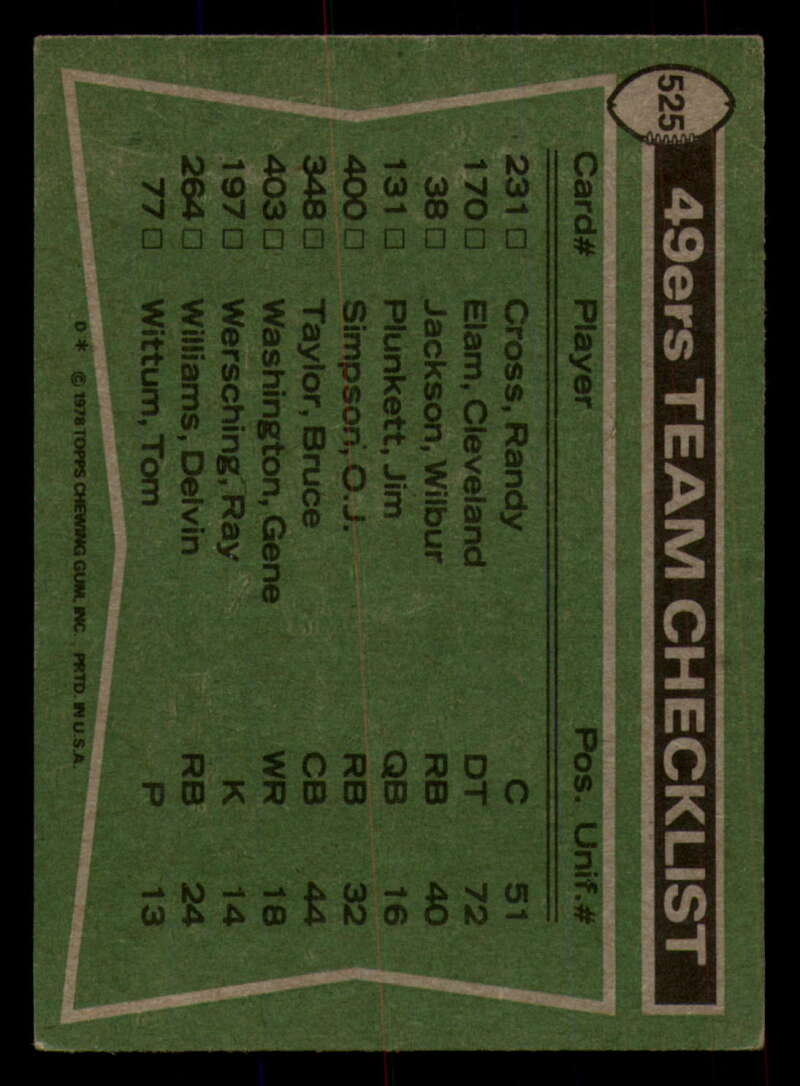 525
49ers TEAM CHECKLIST
Card# Player Pos. Unif.#
231 □ Cross, Randy C 51
170 □ Elam, Cleveland DT 72
38 □ Jackson, Wilbur RB 40
131 □ Plunkett, Jim QB 16
400 □ Simpson, O.J. RB 32
348 □ Taylor, Bruce CB 44
403 □ Washington, Gene WR 18
197 □ Wersching, Ray K 14
264 □ Williams, Delvin RB 24
77 □ Wittum, Tom P 13
D * © 1978 TOPPS CHEWING GUM, INC. PRTD. IN U.S.A.